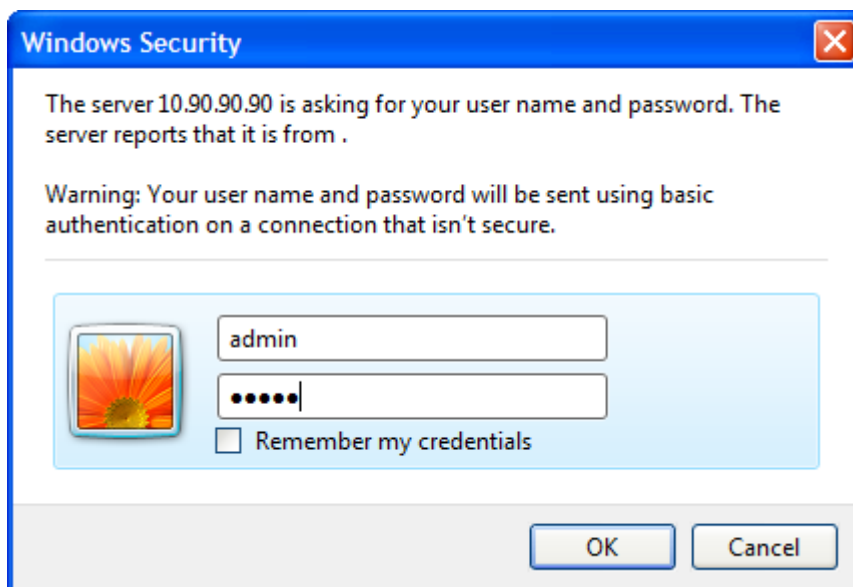 Windows Security
The server 10.90.90.90 is asking for your user name and password. The
server reports that it is from .
Warning: Your user name and password will be sent using basic
authentication on a connection that isn't secure.
admin
●●●●●
Remember my credentials
OK
Cancel